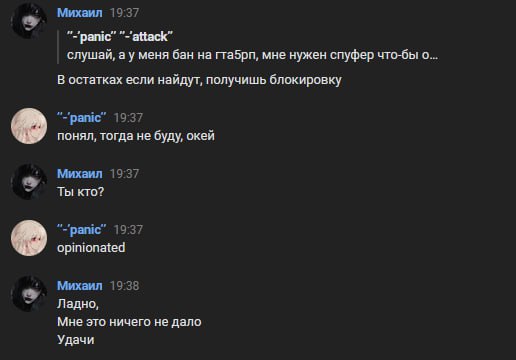 Михаил 19:37
"-'panic" "-'attack"
слушай, а у меня бан на гта5рп, мне нужен спуфер что-бы о...
В остатках если найдут, получишь блокировку
"-'panic" 19:37
понял, тогда не буду, окей
Михаил 19:37
Ты кто?
"-'panic" 19:37
opinionated
Михаил 19:38
Ладно,
Мне это ничего не дало
Удачи